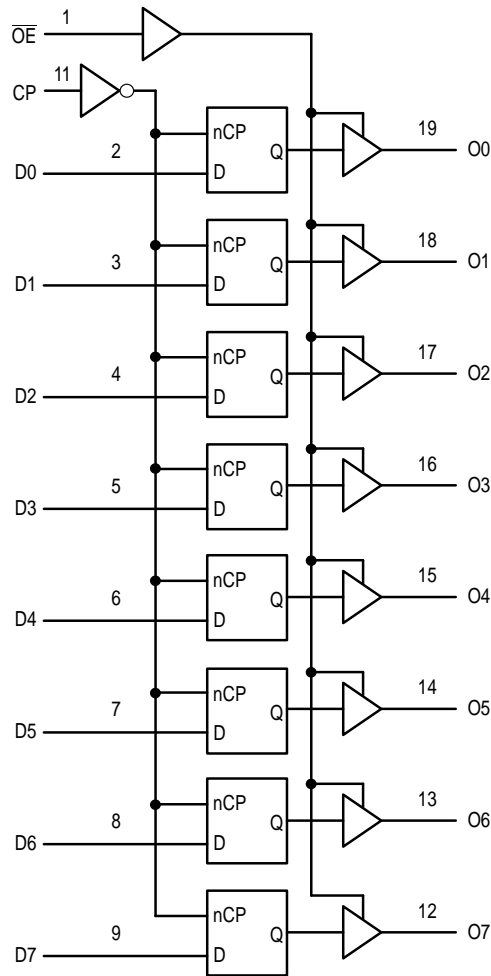 O̅E̅ 1
CP 11
D0 2 nCP D Q 19 O0
D1 3 nCP D Q 18 O1
D2 4 nCP D Q 17 O2
D3 5 nCP D Q 16 O3
D4 6 nCP D Q 15 O4
D5 7 nCP D Q 14 O5
D6 8 nCP D Q 13 O6
D7 9 nCP D Q 12 O7